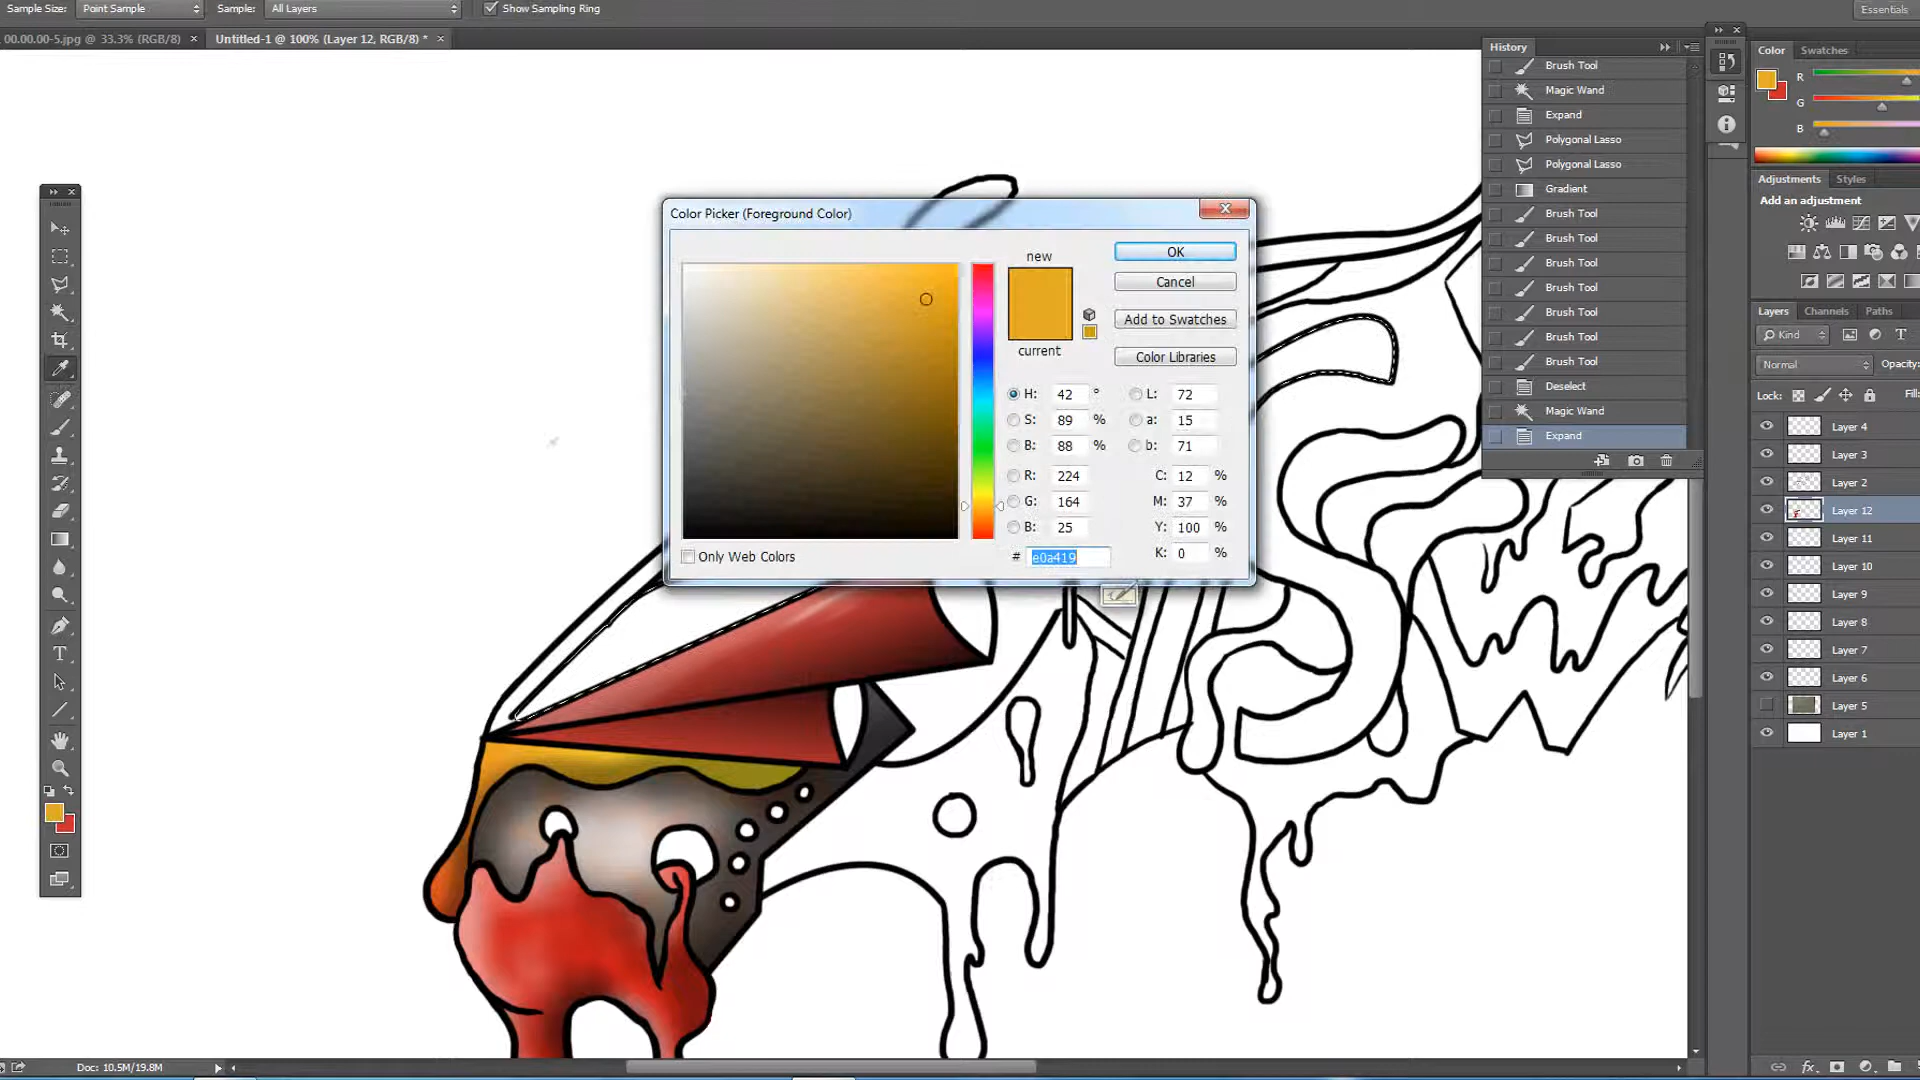 Sample Size: Point Sample Sample: All Layers Show Sampling Ring Essentials
00.00.00-5.jpg @ 33.3% (RGB/8) × Untitled-1 @ 100% (Layer 12, RGB/8) * ×
History
Brush Tool
Magic Wand
Expand
Polygonal Lasso
Polygonal Lasso
Gradient
Brush Tool
Brush Tool
Brush Tool
Brush Tool
Brush Tool
Brush Tool
Brush Tool
Deselect
Magic Wand
Expand
Color Swatches
R
G
B
Adjustments Styles
Add an adjustment
Layers Channels Paths
Kind
Normal Opacity:
Lock: Fill:
Layer 4
Layer 3
Layer 2
Layer 12
Layer 11
Layer 10
Layer 9
Layer 8
Layer 7
Layer 6
Layer 5
Layer 1
Color Picker (Foreground Color)
new
current
OK
Cancel
Add to Swatches
Color Libraries
H: 42 ° L: 72
S: 89 % a: 15
B: 88 % b: 71
R: 224 C: 12 %
G: 164 M: 37 %
B: 25 Y: 100 %
# e0a419 K: 0 %
Only Web Colors
Doc: 10.5M/19.8M